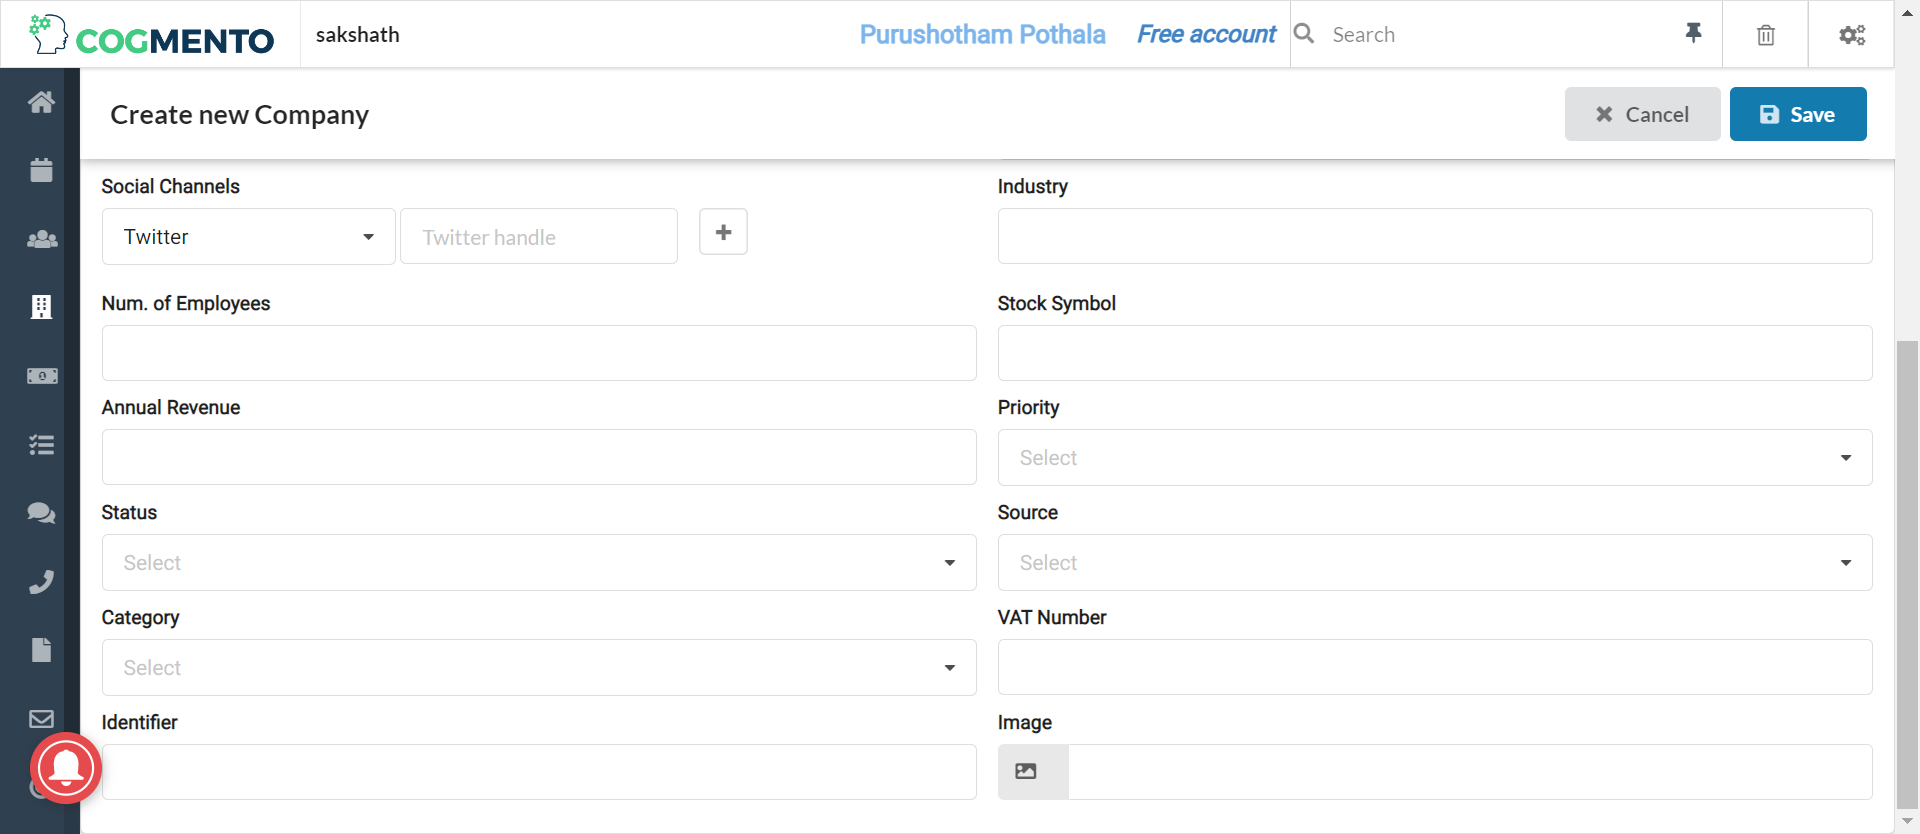 COGMENTO
sakshath
Purushotham Pothala
Free account
Search
Create new Company
Cancel
Save
Social Channels
Industry
Twitter
Twitter handle
Num. of Employees
Stock Symbol
Annual Revenue
Priority
Select
Status
Source
Select
Select
Category
VAT Number
Select
Identifier
Image